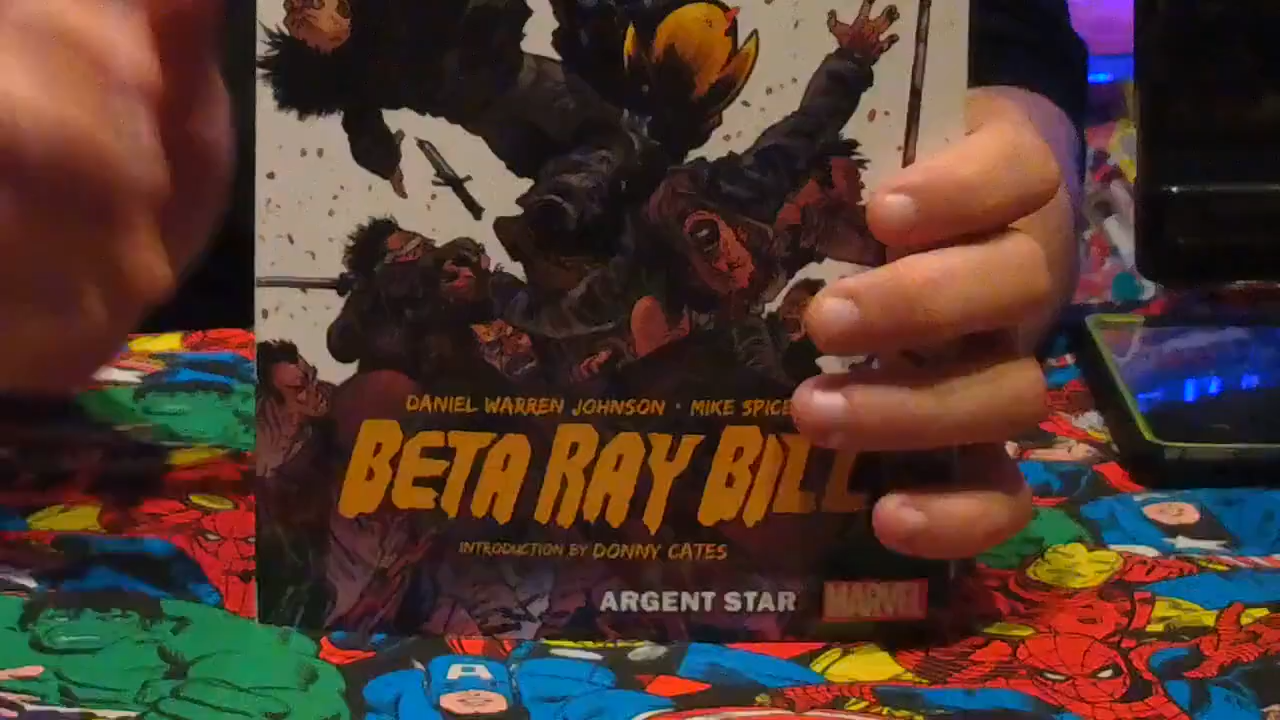 DANIEL WARREN JOHNSON · MIKE SPICE
BETA RAY BILL
INTRODUCTION BY DONNY CATES
ARGENT STAR MARVEL
A